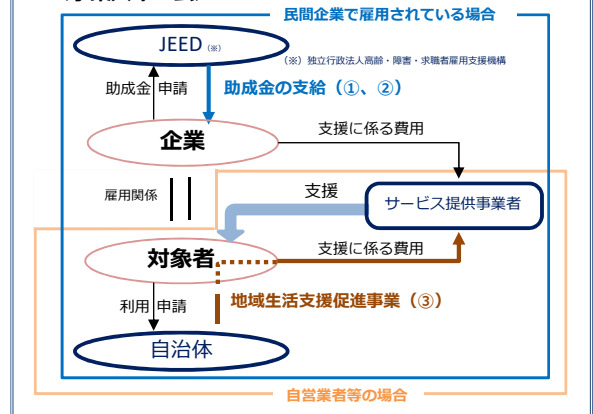 民間企業で雇用されている場合
JEED (※)
(※)独立行政法人高齢・障害・求職者雇用支援機構
助成金 申請
助成金の支給(①、②)
企業
支援に係る費用
雇用関係
支援
サービス提供事業者
対象者
支援に係る費用
地域生活支援促進事業(③)
利用 申請
自治体
自営業者等の場合